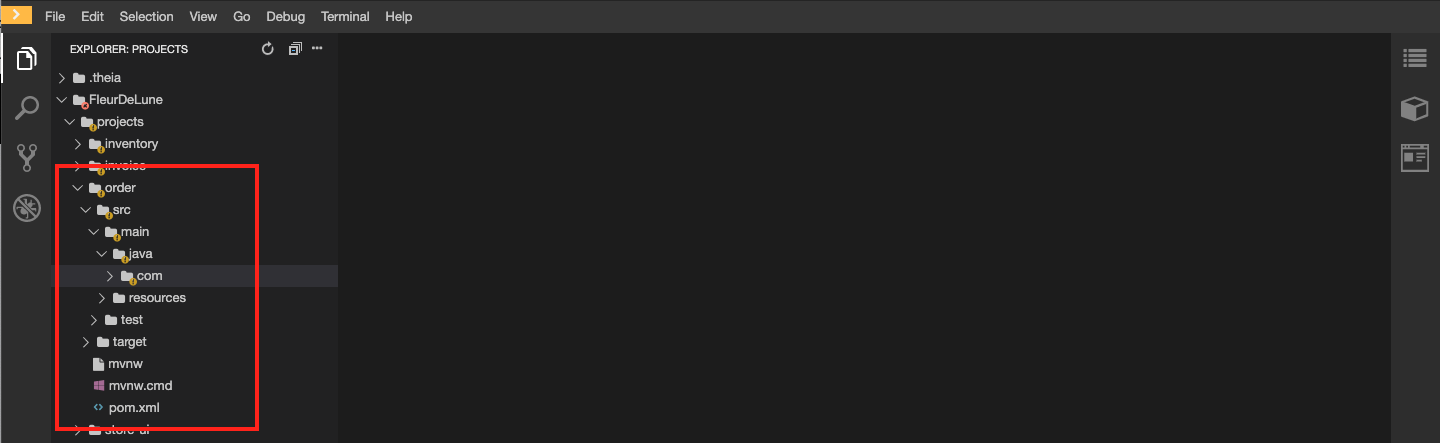 File Edit Selection View Go Debug Terminal Help
EXPLORER: PROJECTS
.theia
FleurDeLune
projects
inventory
invoice
order
src
main
java
com
resources
test
target
mvnw
mvnw.cmd
pom.xml
store-ui